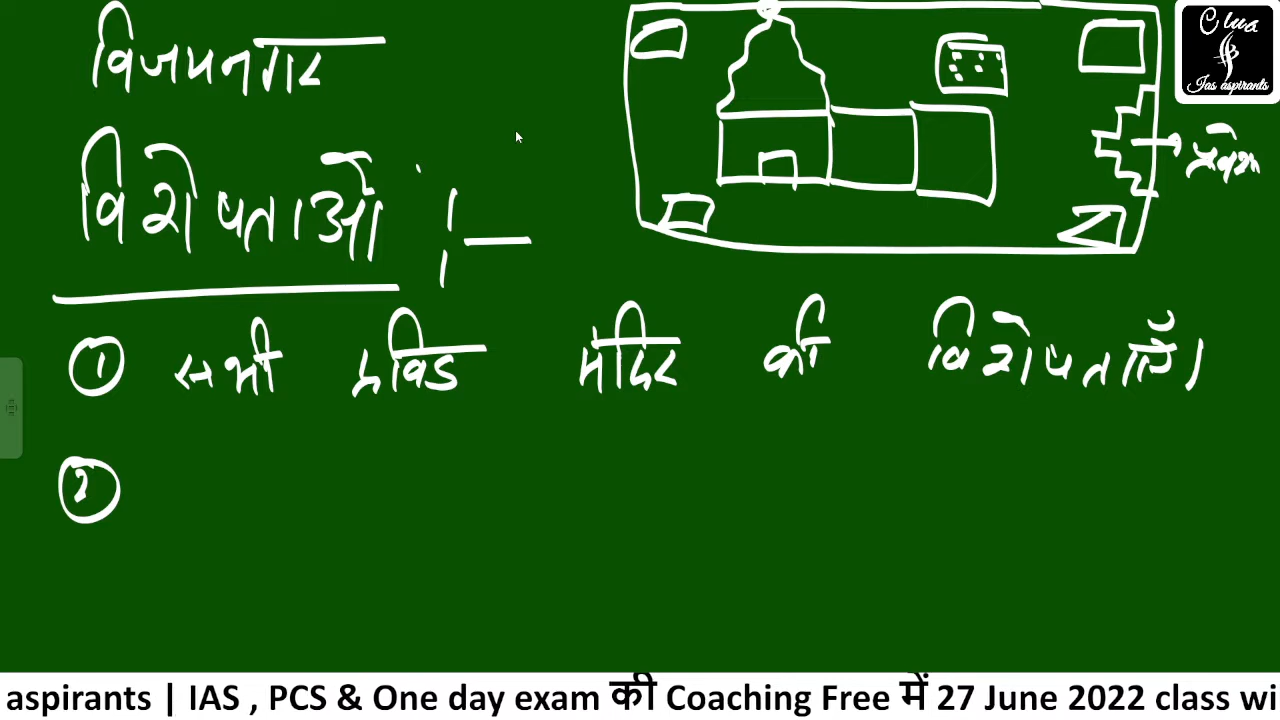 विजयनगर
Clue
Ias aspirants
प्रवेश
विशेषताओं :-
① सभी द्रविड मंदिर की विशेषताएँ।
②
aspirants | IAS , PCS & One day exam की Coaching Free में 27 June 2022 class wi